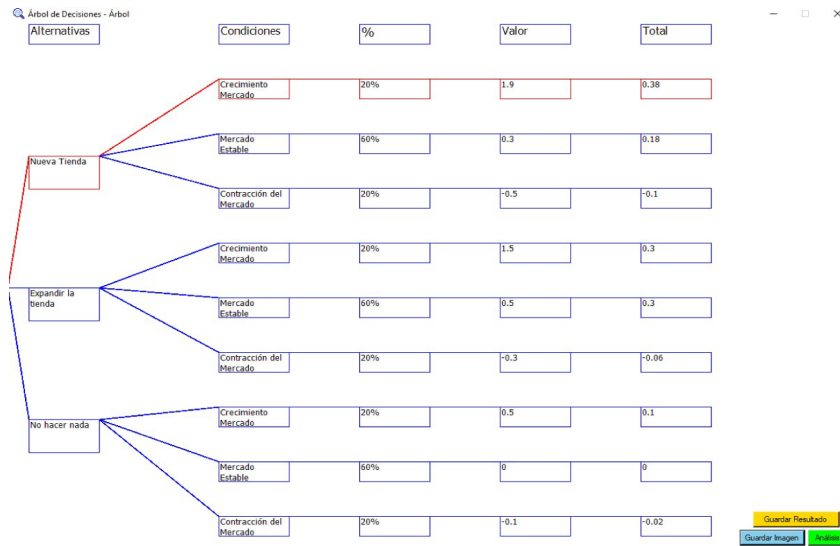 Árbol de Decisiones - Árbol
Alternativas
Condiciones
%
Valor
Total
Crecimiento
Mercado
20%
1.9
0.38
Mercado
Estable
60%
0.3
0.18
Nueva Tienda
Contracción del
Mercado
20%
-0.5
-0.1
Crecimiento
Mercado
20%
1.5
0.3
Expandir la
tienda
Mercado
Estable
60%
0.5
0.3
Contracción del
Mercado
20%
-0.3
-0.06
Crecimiento
Mercado
20%
0.5
0.1
No hacer nada
Mercado
Estable
60%
0
0
Contracción del
Mercado
20%
-0.1
-0.02
Guardar Resultado
Guardar Imagen
Análisis